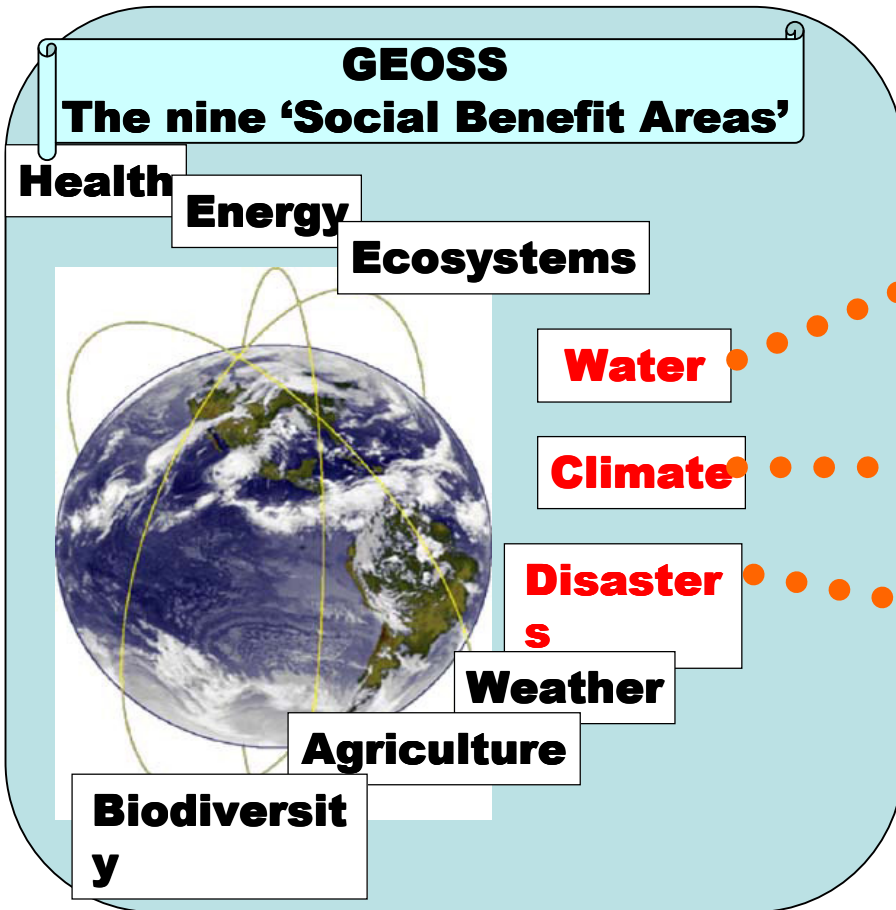 GEOSS
The nine ‘Social Benefit Areas’
Health
Energy
Ecosystems
Water
Climate
Disaster
s
Weather
Agriculture
Biodiversit
y